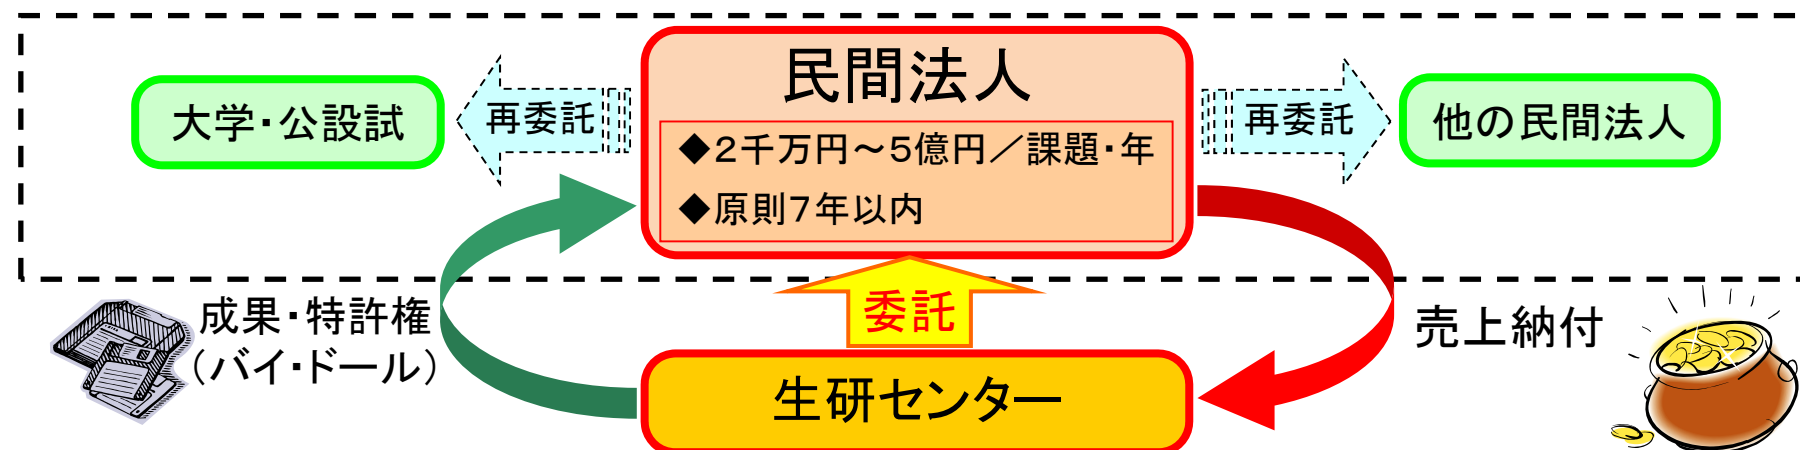 民間法人
大学・公設試
再委託
再委託
他の民間法人
◆2千万円～5億円／課題・年
◆原則7年以内
成果・特許権
（バイ・ドール）
委託
売上納付
生研センター